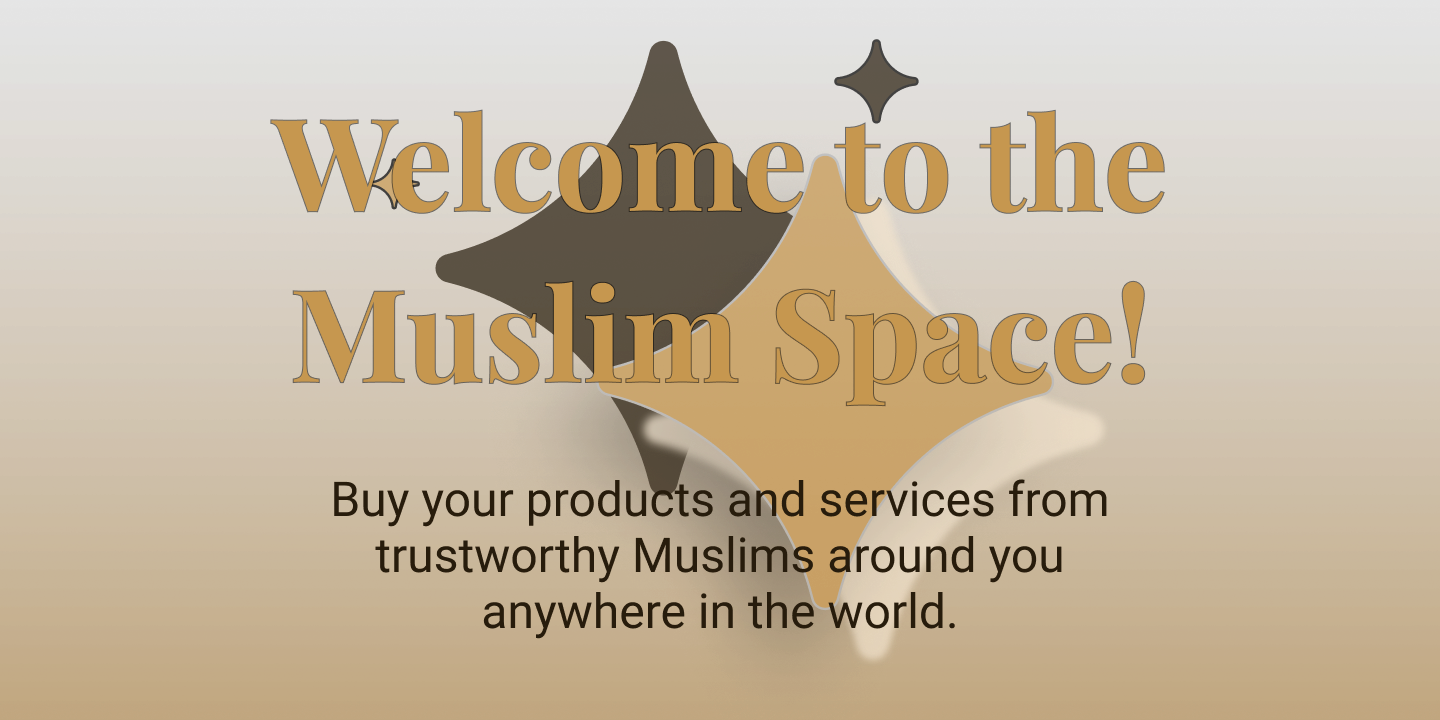 Welcome to the
Muslim Space!
Buy your products and services from
trustworthy Muslims around you
anywhere in the world.